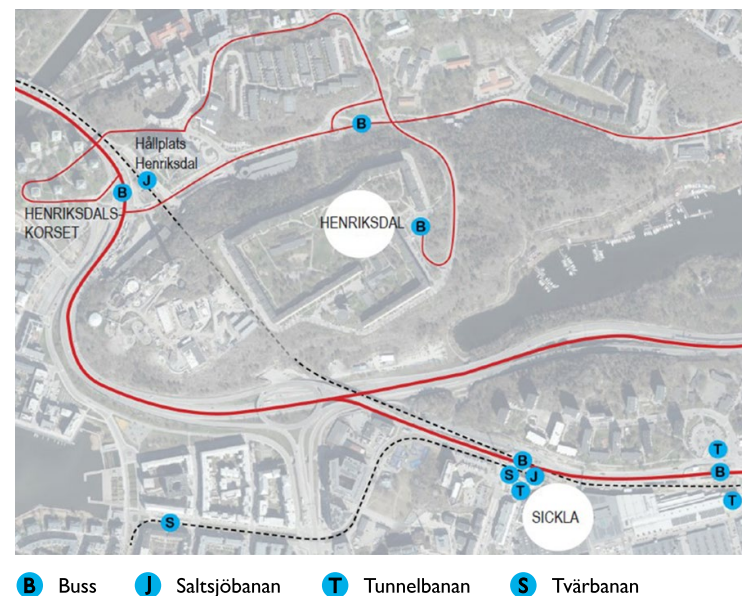 Hållplats
Henriksdal
B
J
B
HENRIKSDALS-
KORSET
HENRIKSDAL
B
T
B
B
S
J
T
T
S
SICKLA
B Buss J Saltsjöbanan T Tunnelbanan S Tvärbanan